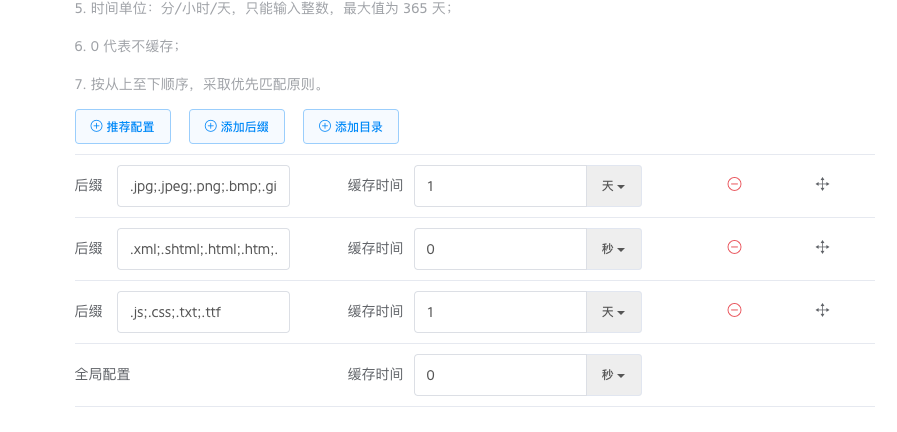 5. 时间单位：分/小时/天，只能输入整数，最大值为 365 天；
6. 0 代表不缓存；
7. 按从上至下顺序，采取优先匹配原则。
推荐配置 添加后缀 添加目录
后缀 .jpg;.jpeg;.png;.bmp;.gi 缓存时间 1 天
后缀 .xml;.shtml;.html;.htm;. 缓存时间 0 秒
后缀 .js;.css;.txt;.ttf 缓存时间 1 天
全局配置 缓存时间 0 秒